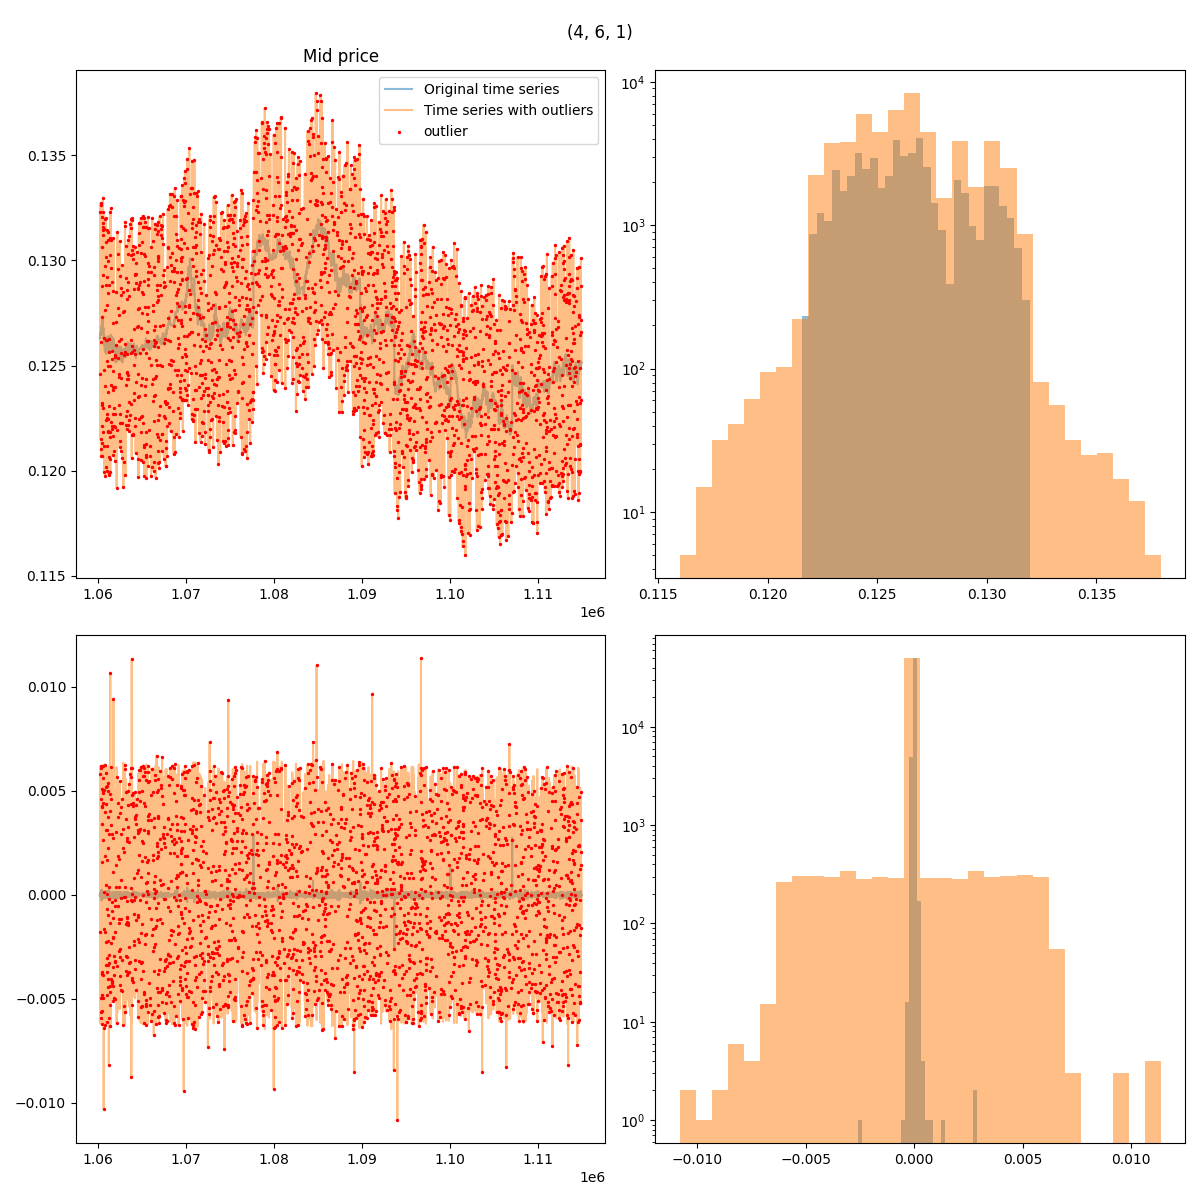 (4, 6, 1)
Mid price
Original time series
Time series with outliers
outlier
0.135
0.130
0.125
0.120
0.115
1.06 1.07 1.08 1.09 1.10 1.11
1e6
10⁴
10³
10²
10¹
0.115 0.120 0.125 0.130 0.135
0.010
0.005
0.000
−0.005
−0.010
1.06 1.07 1.08 1.09 1.10 1.11
1e6
10⁴
10³
10²
10¹
10⁰
−0.010 −0.005 0.000 0.005 0.010